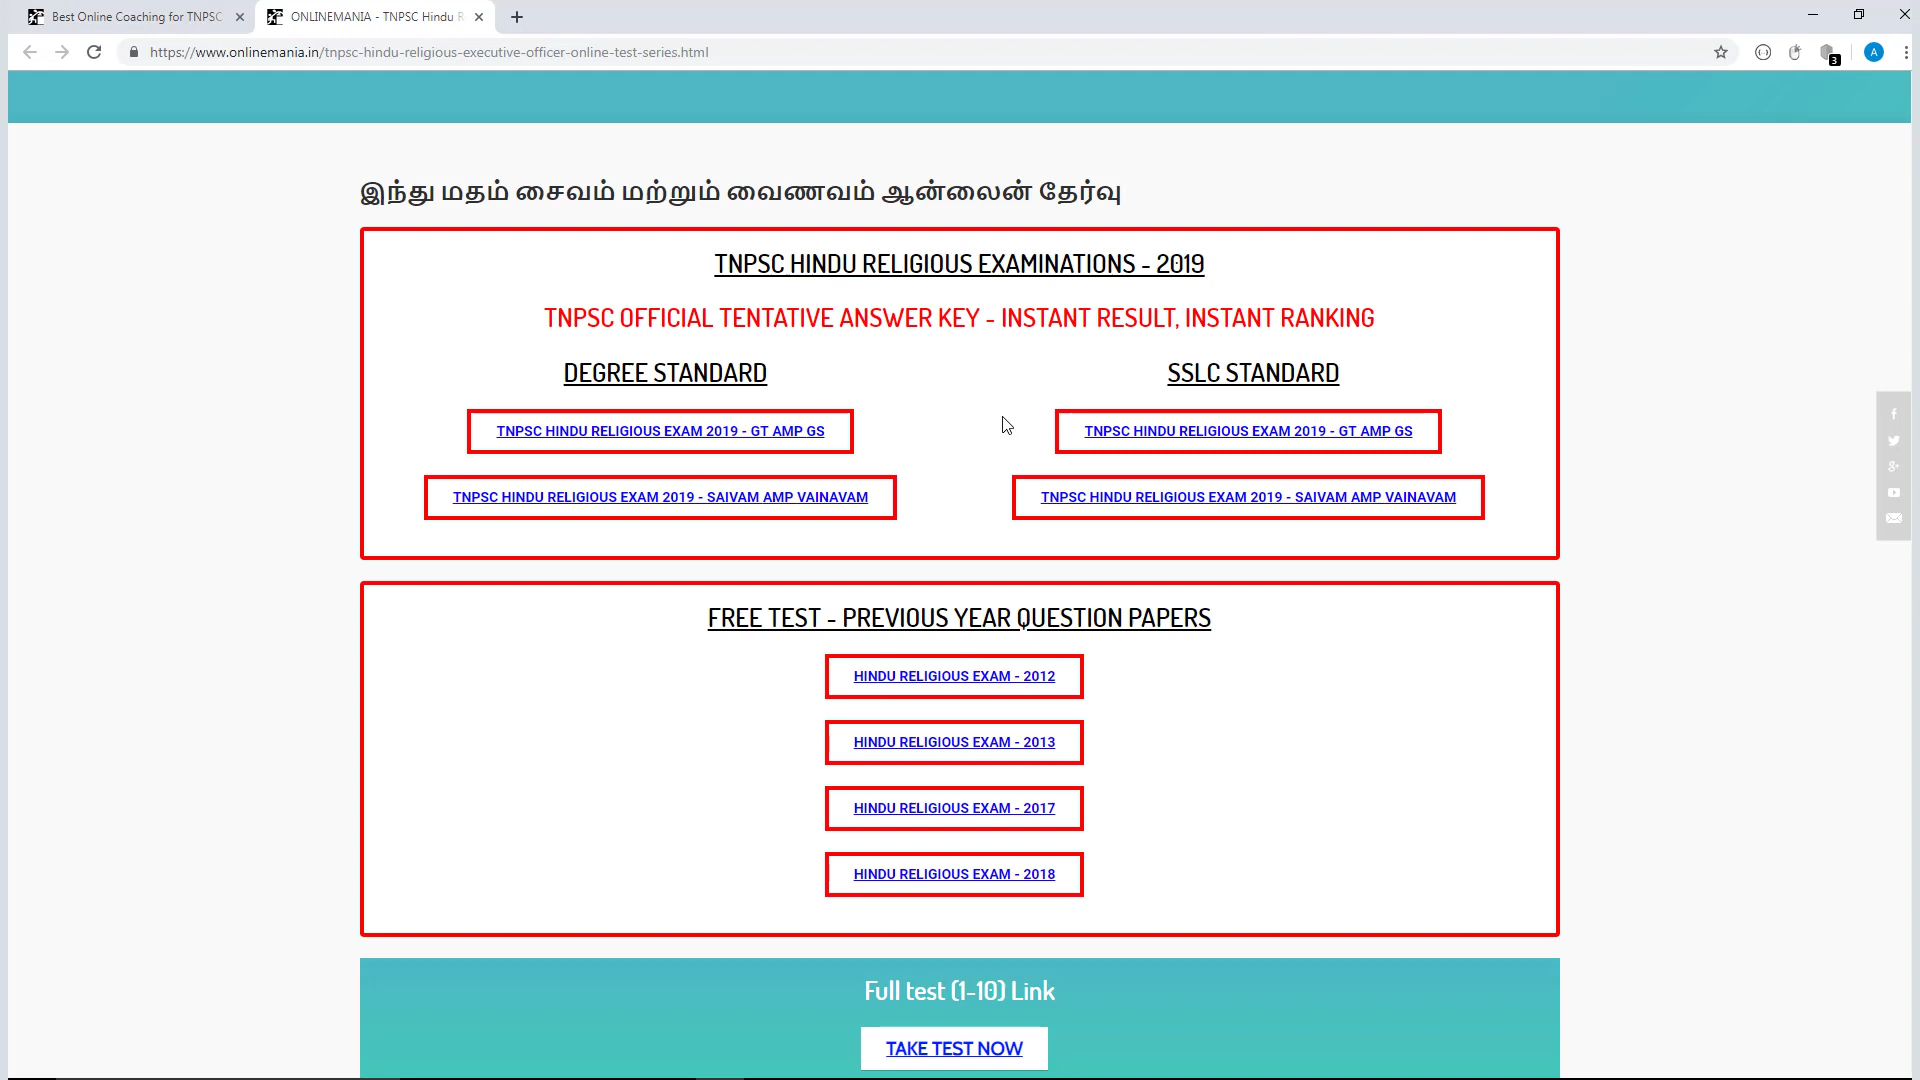 Best Online Coaching for TNPSC
ONLINEMANIA - TNPSC Hindu R
https://www.onlinemania.in/tnpsc-hindu-religious-executive-officer-online-test-series.html
3
A
இந்து மதம் சைவம் மற்றும் வைணவம் ஆன்லைன் தேர்வு
TNPSC HINDU RELIGIOUS EXAMINATIONS - 2019
TNPSC OFFICIAL TENTATIVE ANSWER KEY - INSTANT RESULT, INSTANT RANKING
DEGREE STANDARD
SSLC STANDARD
TNPSC HINDU RELIGIOUS EXAM 2019 - GT AMP GS
TNPSC HINDU RELIGIOUS EXAM 2019 - GT AMP GS
TNPSC HINDU RELIGIOUS EXAM 2019 - SAIVAM AMP VAINAVAM
TNPSC HINDU RELIGIOUS EXAM 2019 - SAIVAM AMP VAINAVAM
FREE TEST - PREVIOUS YEAR QUESTION PAPERS
HINDU RELIGIOUS EXAM - 2012
HINDU RELIGIOUS EXAM - 2013
HINDU RELIGIOUS EXAM - 2017
HINDU RELIGIOUS EXAM - 2018
Full test (1-10) Link
TAKE TEST NOW